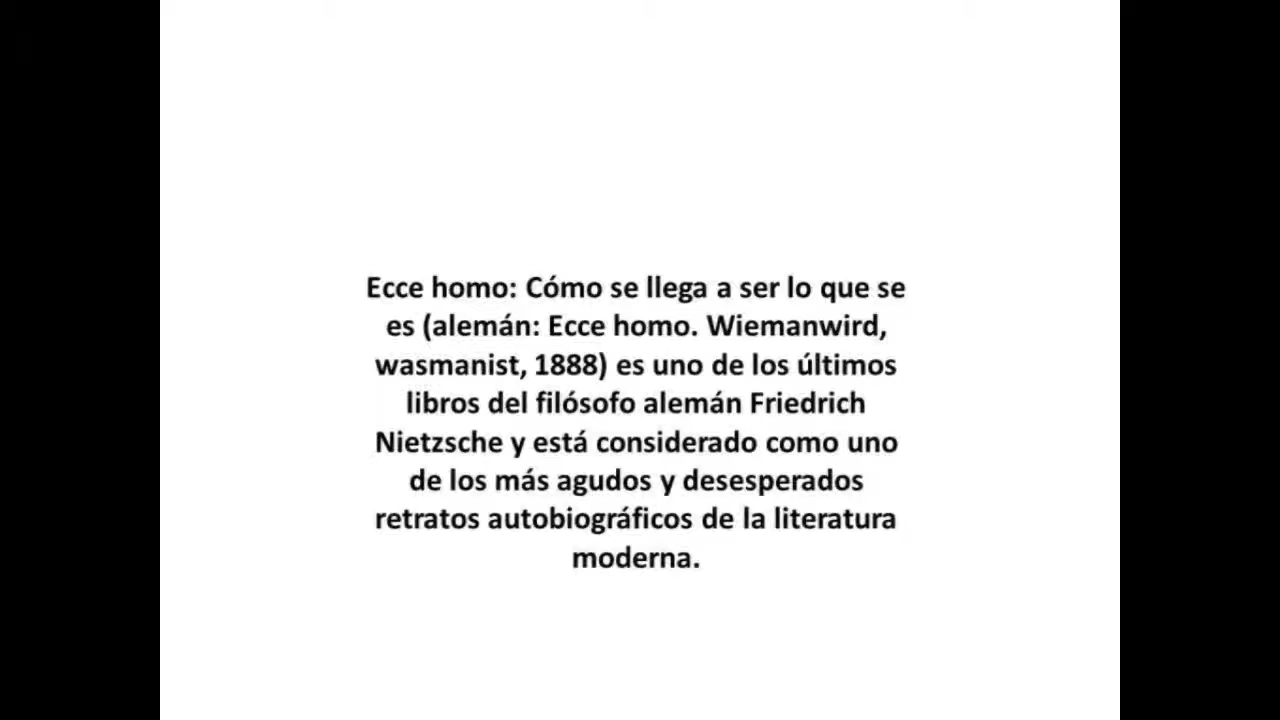 Ecce homo: Cómo se llega a ser lo que se
es (alemán: Ecce homo. Wiemanwird,
wasmanist, 1888) es uno de los últimos
libros del filósofo alemán Friedrich
Nietzsche y está considerado como uno
de los más agudos y desesperados
retratos autobiográficos de la literatura
moderna.